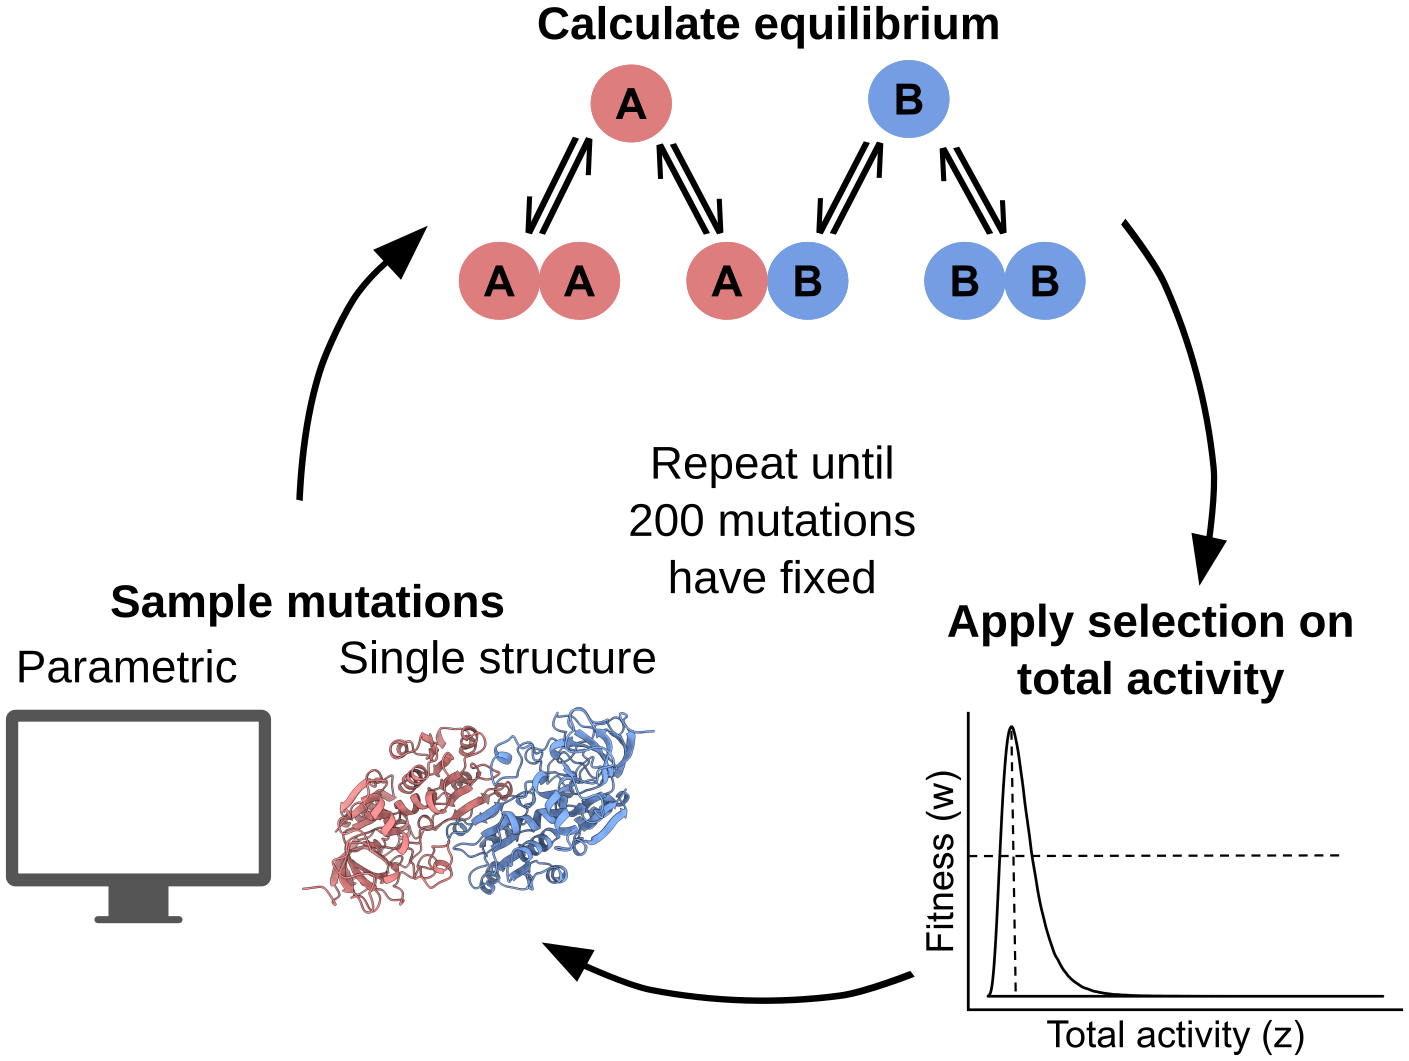 Calculate equilibrium
A
B
A A
A B
B B
Repeat until
200 mutations
have fixed
Sample mutations
Parametric
Single structure
Apply selection on
total activity
Fitness (w)
Total activity (z)